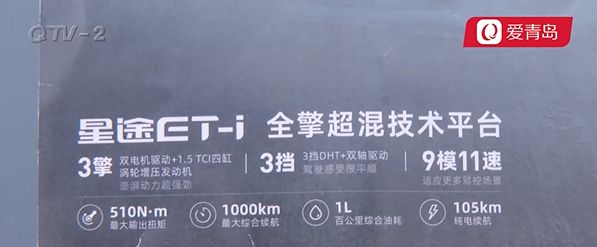 QTV-2
爱青岛
星途ET-i 全擎超混技术平台
3擎 双电机驱动+1.5 TCI四缸
涡轮增压发动机
澎湃动力超强劲
3挡 3挡DHT+双轴驱动
驾驶感受很平顺
9模11速
适应更多驾控场景
510N·m
最大输出扭矩
1000km
最大综合续航
1L
百公里综合油耗
105km
纯电续航